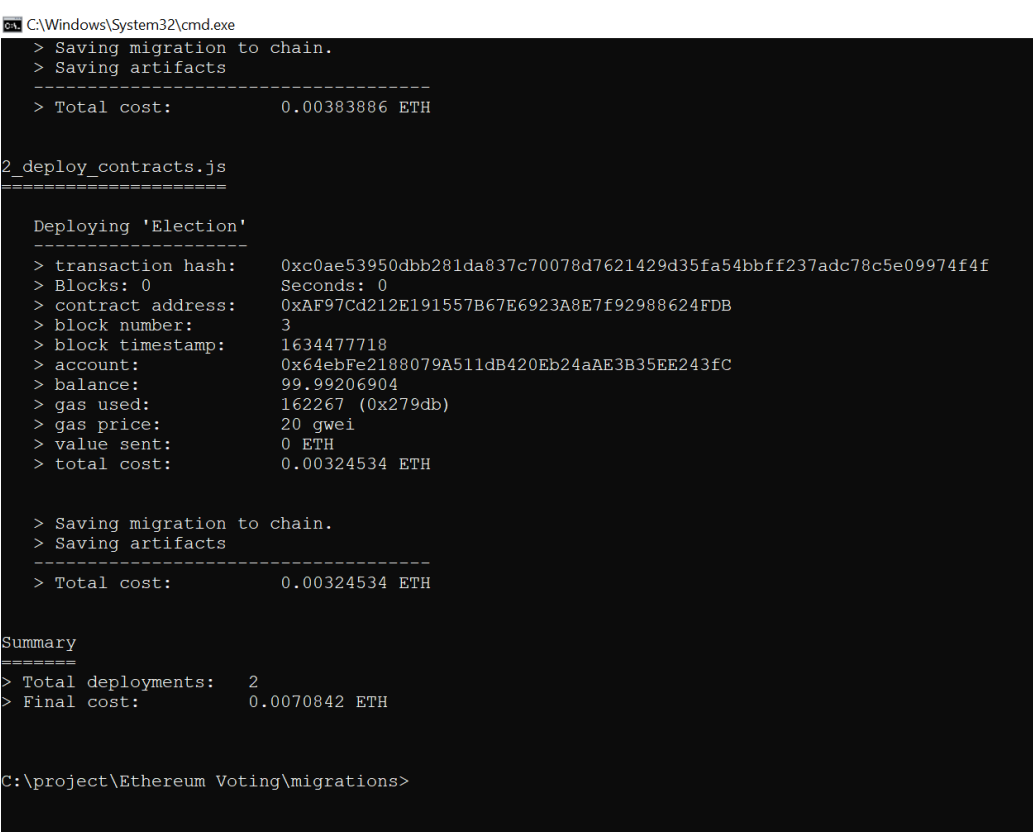 C:\Windows\System32\cmd.exe
> Saving migration to chain.
> Saving artifacts
-------------------------------------
> Total cost: 0.00383886 ETH
2_deploy_contracts.js
=====================
Deploying 'Election'
--------------------
> transaction hash: 0xc0ae53950dbb281da837c70078d7621429d35fa54bbff237adc78c5e09974f4f
> Blocks: 0 Seconds: 0
> contract address: 0xAF97Cd212E191557B67E6923A8E7f92988624FDB
> block number: 3
> block timestamp: 1634477718
> account: 0x64ebFe2188079A511dB420Eb24aAE3B35EE243fC
> balance: 99.99206904
> gas used: 162267 (0x279db)
> gas price: 20 gwei
> value sent: 0 ETH
> total cost: 0.00324534 ETH
> Saving migration to chain.
> Saving artifacts
-------------------------------------
> Total cost: 0.00324534 ETH
Summary
=======
> Total deployments: 2
> Final cost: 0.0070842 ETH
C:\project\Ethereum Voting\migrations>